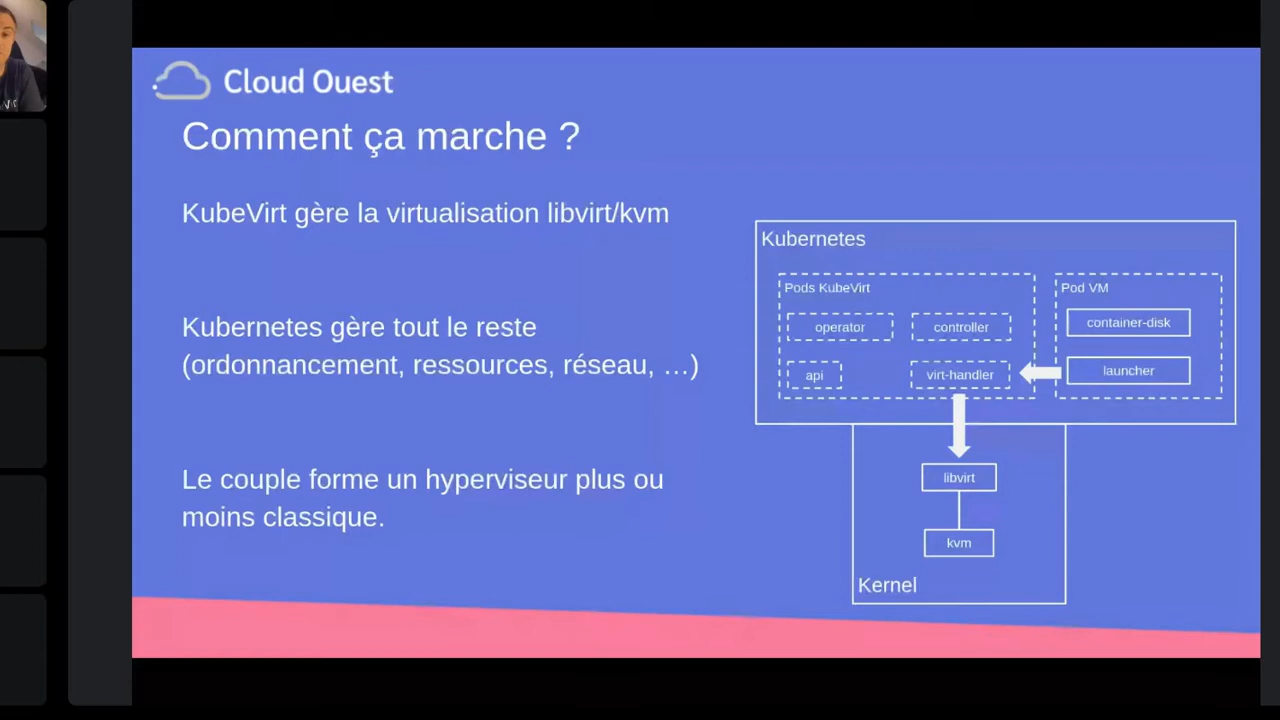 Cloud Ouest
Comment ça marche ?
KubeVirt gère la virtualisation libvirt/kvm
Kubernetes gère tout le reste
(ordonnancement, ressources, réseau, …)
Le couple forme un hyperviseur plus ou
moins classique.
Kubernetes
Pods KubeVirt
operator
controller
api
virt-handler
Pod VM
container-disk
launcher
libvirt
kvm
Kernel